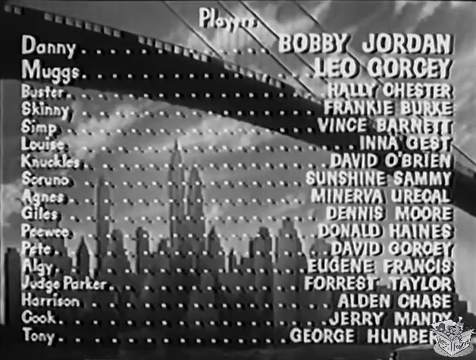 Players
Danny . . . . . . . . . . . . . . BOBBY JORDAN
Muggs . . . . . . . . . . . . . . LEO GORCEY
Buster . . . . . . . . . . . . . . HALLY CHESTER
Skinny . . . . . . . . . . . . . . FRANKIE BURKE
Simp . . . . . . . . . . . . . . VINCE BARNETT
Louise . . . . . . . . . . . . . . INNA GEST
Knuckles . . . . . . . . . . . . . . DAVID O'BRIEN
Scruno . . . . . . . . . . . . . . SUNSHINE SAMMY
Agnes . . . . . . . . . . . . . . MINERVA URECAL
Giles . . . . . . . . . . . . . . DENNIS MOORE
Peewee . . . . . . . . . . . . . . DONALD HAINES
Pete . . . . . . . . . . . . . . DAVID GORCEY
Algy . . . . . . . . . . . . . . EUGENE FRANCIS
Judge Parker . . . . . . . . . . . . FORREST TAYLOR
Harrison . . . . . . . . . . . . . . ALDEN CHASE
Cook . . . . . . . . . . . . . . JERRY MANDY
Tony . . . . . . . . . . . . . . GEORGE